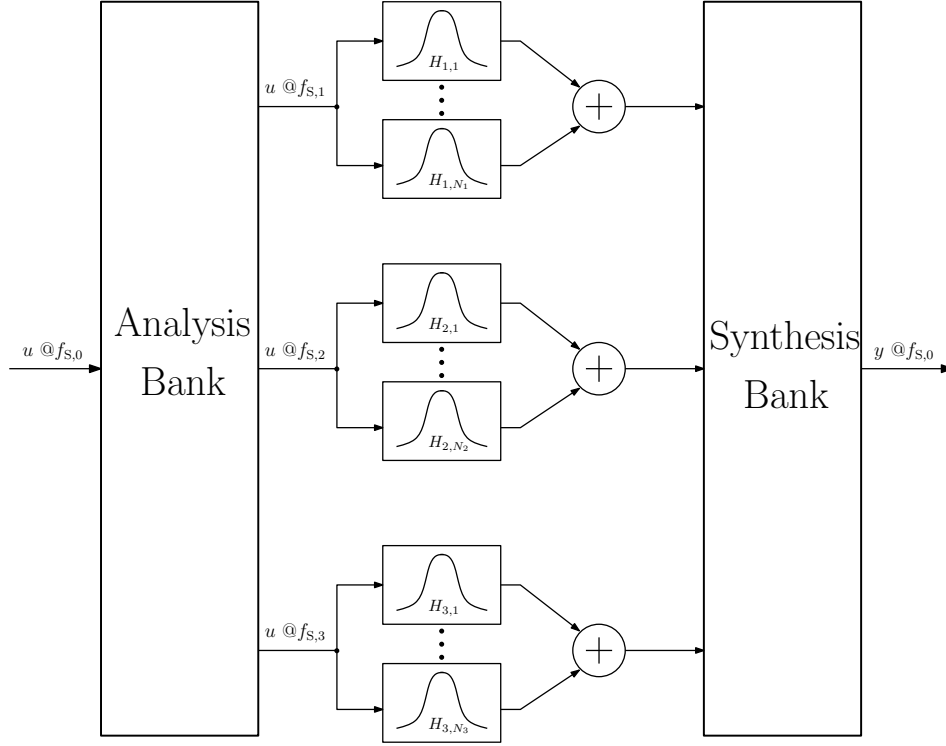 H_{1,1}
u @f_{S,1}
H_{1,N_1}
Analysis
Bank
H_{2,1}
u @f_{S,0}
u @f_{S,2}
H_{2,N_2}
Synthesis
Bank
y @f_{S,0}
H_{3,1}
u @f_{S,3}
H_{3,N_3}